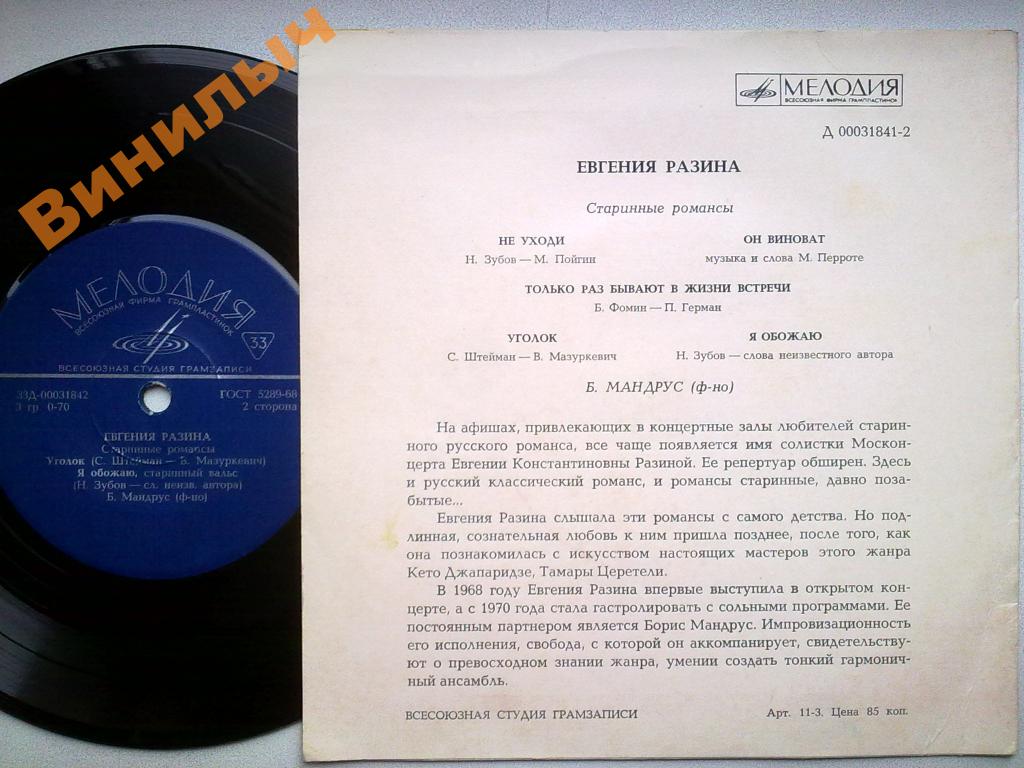 Винилыч
МЕЛОДИЯ
ВСЕСОЮЗНАЯ ФИРМА ГРАМПЛАСТИНОК
33
ВСЕСОЮЗНАЯ СТУДИЯ ГРАМЗАПИСИ
33Д-00031842
ГОСТ 5289-68
3 гр 0-70
2 сторона
ЕВГЕНИЯ РАЗИНА
Старинные романсы
Уголок (С. Штейман — В. Мазуркевич)
Я обожаю, старинный вальс
(Н. Зубов — сл. неизв. автора)
Б. Мандрус (ф-но)
МЕЛОДИЯ
ВСЕСОЮЗНАЯ ФИРМА ГРАМПЛАСТИНОК
Д 00031841-2
ЕВГЕНИЯ РАЗИНА
Старинные романсы
НЕ УХОДИ
Н. Зубов — М. Пойгин
ОН ВИНОВАТ
музыка и слова М. Перроте
ТОЛЬКО РАЗ БЫВАЮТ В ЖИЗНИ ВСТРЕЧИ
Б. Фомин — П. Герман
УГОЛОК
С. Штейман — В. Мазуркевич
Я ОБОЖАЮ
Н. Зубов — слова неизвестного автора
Б. МАНДРУС (ф-но)
На афишах, привлекающих в концертные залы любителей старин-
ного русского романса, все чаще появляется имя солистки Москон-
церта Евгении Константиновны Разиной. Ее репертуар обширен. Здесь
и русский классический романс, и романсы старинные, давно поза-
бытые...
Евгения Разина слышала эти романсы с самого детства. Но под-
линная, сознательная любовь к ним пришла позднее, после того, как
она познакомилась с искусством настоящих мастеров этого жанра
Кето Джапаридзе, Тамары Церетели.
В 1968 году Евгения Разина впервые выступила в открытом кон-
церте, а с 1970 года стала гастролировать с сольными программами. Ее
постоянным партнером является Борис Мандрус. Импровизационность
его исполнения, свобода, с которой он аккомпанирует, свидетельству-
ют о превосходном знании жанра, умении создать тонкий гармонич-
ный ансамбль.
ВСЕСОЮЗНАЯ СТУДИЯ ГРАМЗАПИСИ
Арт. 11-3. Цена 85 коп.